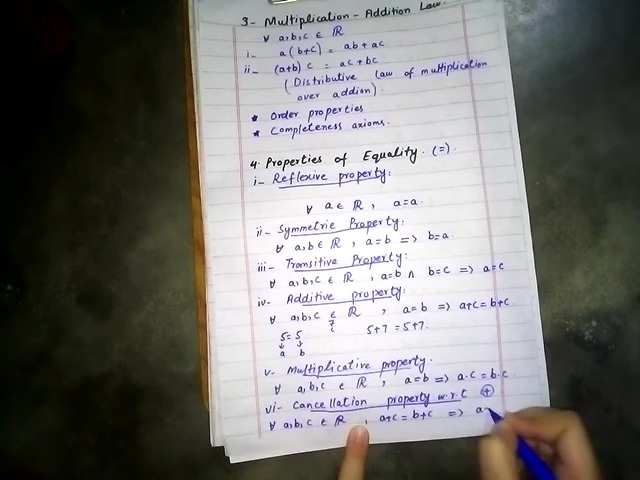 3- Multiplication - Addition Law.
∀ a,b,c ∈ ℝ
i- a(b+c) = ab + ac
ii- (a+b) c = ac + bc
(Distributive law of multiplication
over addion).
* Order properties
* Completeness axioms.
4. Properties of Equality. (=).
i- Reflexive property:
∀ a ∈ ℝ, a=a.
ii- Symmetric Property:
∀ a,b ∈ ℝ, a=b => b=a.
iii- Transitive Property:
∀ a,b,c ∈ ℝ, a=b ∧ b=c => a=c
iv- Additive property:
∀ a,b,c ∈ ℝ, a=b => a+c = b+c.
5=5 7 5+7 = 5+7.
↓ ↓ c
a b
v- Multiplicative property.
∀ a,b,c ∈ ℝ, a=b => a.c = b.c
vi- Cancellation property w.r.t ⊕
∀ a,b,c ∈ ℝ, a+c = b+c => a=